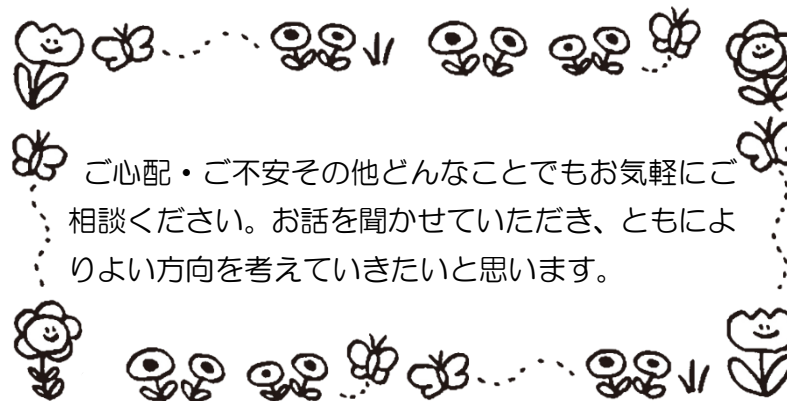 ご心配・ご不安その他どんなことでもお気軽にご
相談ください。お話を聞かせていただき、ともによ
りよい方向を考えていきたいと思います。